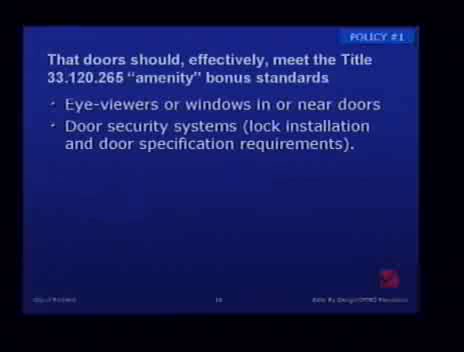 POLICY #1
That doors should, effectively, meet the Title
33.120.265 “amenity” bonus standards
· Eye-viewers or windows in or near doors
· Door security systems (lock installation
and door specification requirements).